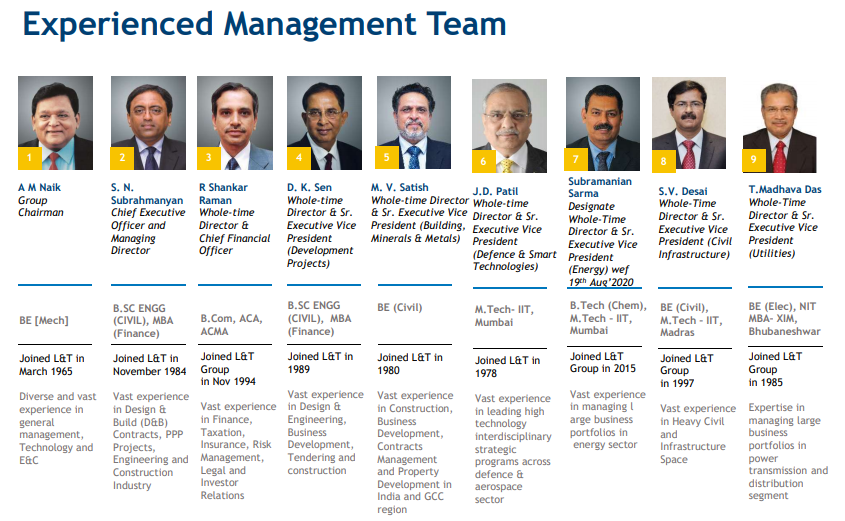 Experienced Management Team
1
A M Naik
Group
Chairman
BE [Mech]
Joined L&T in
March 1965
Diverse and vast
experience in
general
management,
Technology and
E&C
2
S. N.
Subrahmanyan
Chief Executive
Officer and
Managing
Director
B.SC ENGG
(CIVIL), MBA
(Finance)
Joined L&T in
November 1984
Vast experience
in Design &
Build (D&B)
Contracts, PPP
Projects,
Engineering and
Construction
Industry
3
R Shankar
Raman
Whole-time
Director &
Chief Financial
Officer
B.Com, ACA,
ACMA
Joined L&T
Group
in Nov 1994
Vast experience
in Finance,
Taxation,
Insurance, Risk
Management,
Legal and
Investor
Relations
4
D. K. Sen
Whole-time
Director & Sr.
Executive Vice
President
(Development
Projects)
B.SC ENGG
(CIVIL), MBA
(Finance)
Joined L&T in
1989
Vast experience
in Design &
Engineering,
Business
Development,
Tendering and
construction
5
M. V. Satish
Whole-time Director
& Sr. Executive Vice
President (Building,
Minerals & Metals)
BE (Civil)
Joined L&T in
1980
Vast experience
in Construction,
Business
Development,
Contracts
Management
and Property
Development in
India and GCC
region
6
J.D. Patil
Whole-time
Director & Sr.
Executive Vice
President
(Defence & Smart
Technologies)
M.Tech- IIT,
Mumbai
Joined L&T in
1978
Vast experience
in leading high
technology
interdisciplinary
strategic
programs across
defence &
aerospace
sector
7
Subramanian
Sarma
Designate
Whole-Time
Director & Sr.
Executive Vice
President
(Energy) wef
19th Aug'2020
B.Tech (Chem),
M.Tech - IIT,
Mumbai
Joined L&T
Group in 2015
Vast experience
in managing l
arge business
portfolios in
energy sector
8
S.V. Desai
Whole-Time
Director & Sr.
Executive Vice
President (Civil
Infrastructure)
BE (Civil),
M.Tech - IIT,
Madras
Joined L&T
Group
in 1997
Vast experience
in Heavy Civil
and
Infrastructure
Space
9
T.Madhava Das
Whole-Time
Director & Sr.
Executive Vice
President
(Utilities)
BE (Elec), NIT
MBA- XIM,
Bhubaneshwar
Joined L&T
Group
in 1985
Expertise in
managing large
business
portfolios in
power
transmission and
distribution
segment